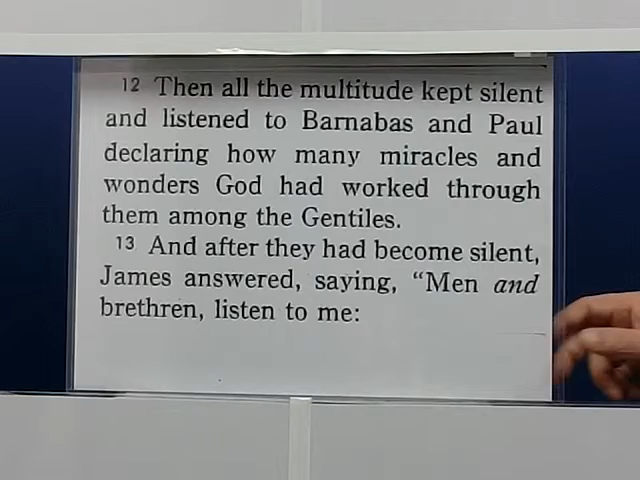 12 Then all the multitude kept silent
and listened to Barnabas and Paul
declaring how many miracles and
wonders God had worked through
them among the Gentiles.
13 And after they had become silent,
James answered, saying, “Men and
brethren, listen to me: